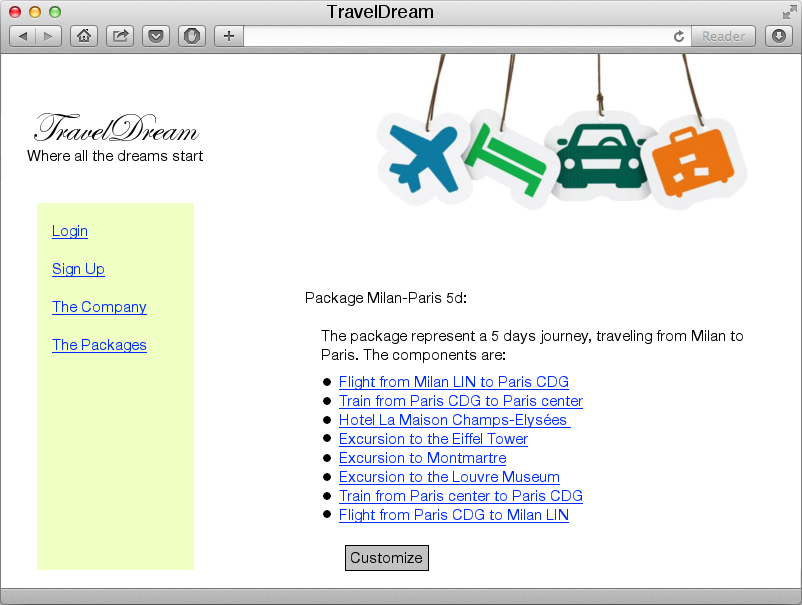 TravelDream
Reader
TravelDream
Where all the dreams start
Login
Sign Up
The Company
The Packages
Package Milan-Paris 5d:
The package represent a 5 days journey, traveling from Milan to
Paris. The components are:
Flight from Milan LIN to Paris CDG
Train from Paris CDG to Paris center
Hotel La Maison Champs-Elysées
Excursion to the Eiffel Tower
Excursion to Montmartre
Excursion to the Louvre Museum
Train from Paris center to Paris CDG
Flight from Paris CDG to Milan LIN
Customize